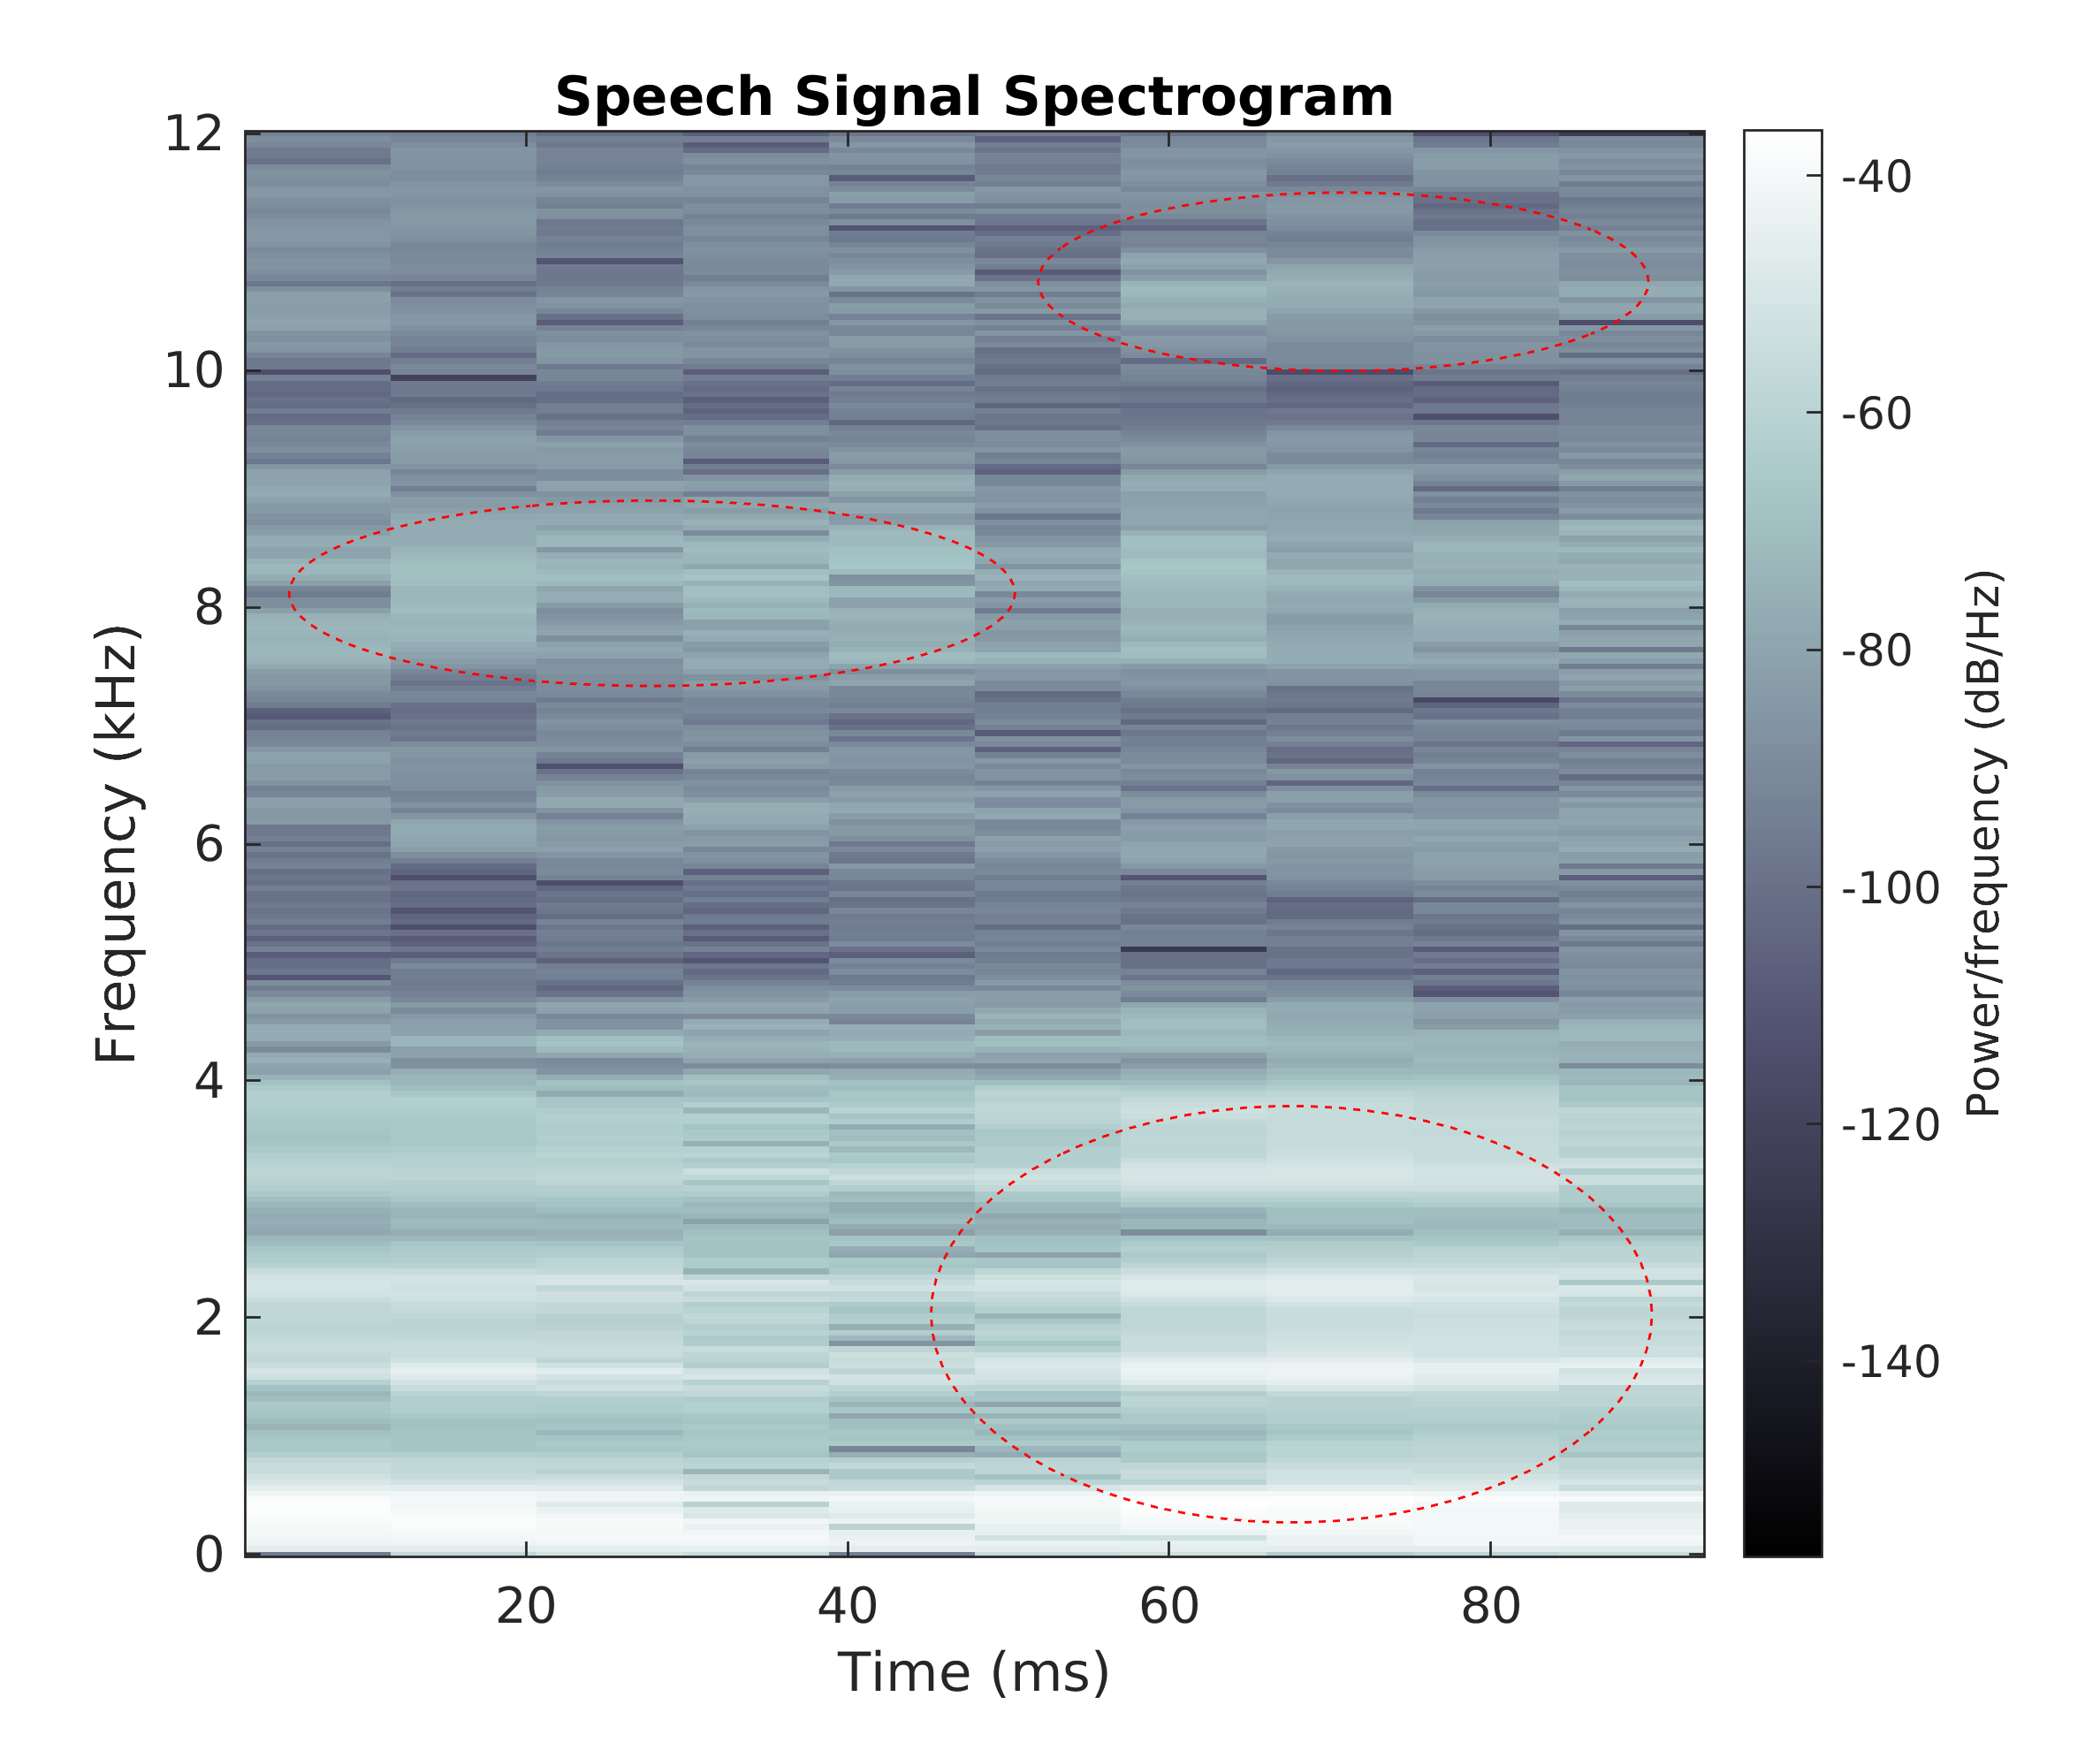 Speech Signal Spectrogram
12
10
8
6
4
2
0
Frequency (kHz)
20 40 60 80
Time (ms)
-40
-60
-80
-100
-120
-140
Power/frequency (dB/Hz)